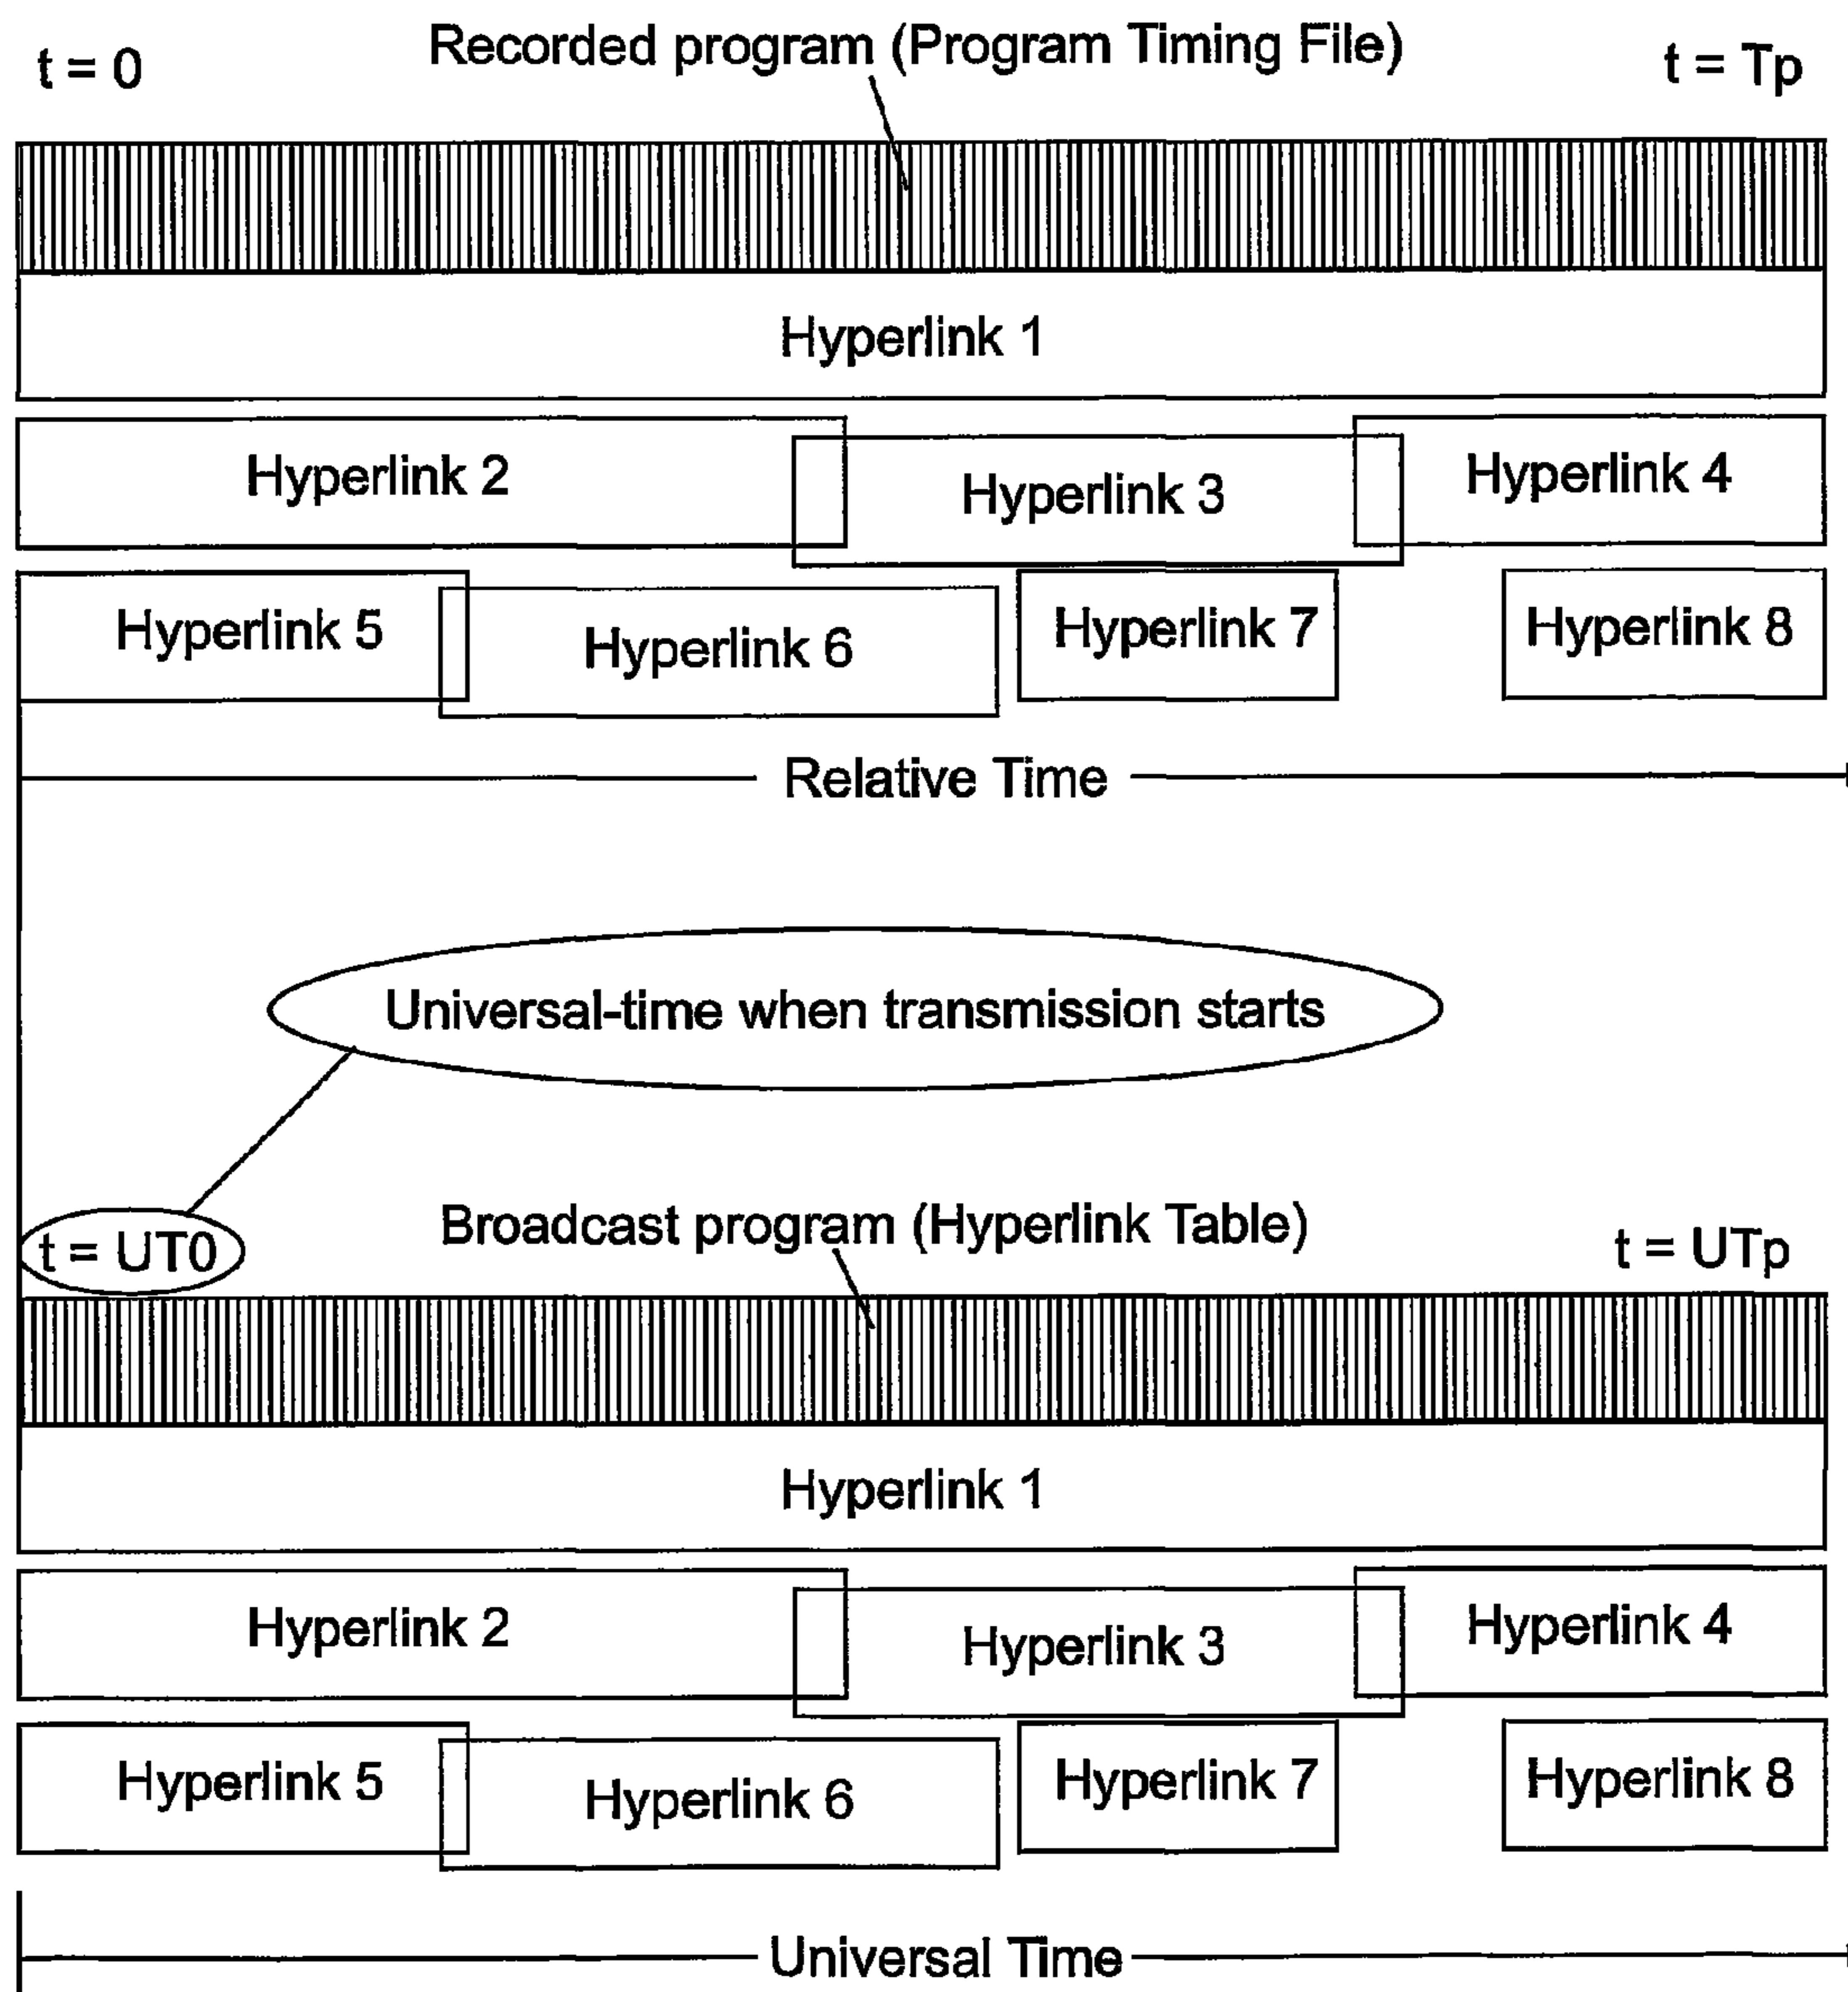 t = 0
Recorded program (Program Timing File)
t = Tp
Hyperlink 1
Hyperlink 2
Hyperlink 3
Hyperlink 4
Hyperlink 5
Hyperlink 6
Hyperlink 7
Hyperlink 8
Relative Time
Universal-time when transmission starts
t = UT0
Broadcast program (Hyperlink Table)
t = UTp
Hyperlink 1
Hyperlink 2
Hyperlink 3
Hyperlink 4
Hyperlink 5
Hyperlink 6
Hyperlink 7
Hyperlink 8
Universal Time